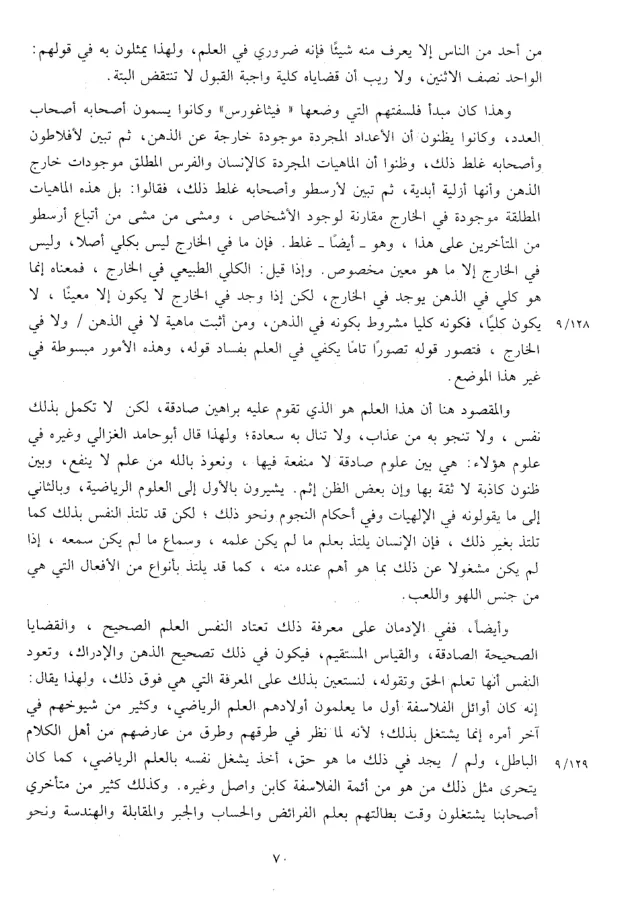 من أحد من الناس إلا يعرف منه شيئًا فإنه ضروري في العلم، ولهذا يمثلون به في قولهم:
الواحد نصف الاثنين، ولا ريب أن قضاياه كلية واجبة القبول لا تنتقض البتة.
وهذا كان مبدأ فلسفتهم التي وضعها « فيثاغورس» وكانوا يسمون أصحابه أصحاب
العدد، وكانوا يظنون أن الأعداد المجردة موجودة خارجة عن الذهن، ثم تبين لأفلاطون
وأصحابه غلط ذلك، وظنوا أن الماهيات المجردة كالإنسان والفرس المطلق موجودات خارج
الذهن وأنها أزلية أبدية، ثم تبين لأرسطو وأصحابه غلط ذلك، فقالوا: بل هذه الماهيات
المطلقة موجودة في الخارج مقارنة لوجود الأشخاص ، ومشى من مشى من أتباع أرسطو
من المتأخرين على هذا ، وهو ـ أيضًا ـ غلط. فإن ما في الخارج ليس بكلي أصلا، وليس
في الخارج إلا ما هو معين مخصوص. وإذا قيل: الكلي الطبيعي في الخارج ، فمعناه إنما
هو كلي في الذهن يوجد في الخارج، لكن إذا وجد في الخارج لا يكون إلا معينًا ، لا
يكون كليًا، فكونه كليا مشروط بكونه في الذهن، ومن أثبت ماهية لا في الذهن / ولا في ٩/١٢٨
الخارج ، فتصور قوله تصورًا تامًا يكفي في العلم بفساد قوله، وهذه الأمور مبسوطة في
غير هذا الموضع.
والمقصود هنا أن هذا العلم هو الذي تقوم عليه براهين صادقة، لكن لا تكمل بذلك
نفس ، ولا تنجو به من عذاب، ولا تنال به سعادة؛ ولهذا قال أبوحامد الغزالي وغيره في
علوم هؤلاء: هي بين علوم صادقة لا منفعة فيها ، ونعوذ بالله من علم لا ينفع، وبين
ظنون كاذبة لا ثقة بها وإن بعض الظن إثم. يشيرون بالأول إلى العلوم الرياضية، وبالثاني
إلى ما يقولونه في الإلهيات وفي أحكام النجوم ونحو ذلك ؛ لكن قد تلتذ النفس بذلك كما
تلتذ بغير ذلك ، فإن الإنسان يلتذ بعلم ما لم يكن علمه ، وسماع ما لم يكن سمعه ، إذا
لم يكن مشغولا عن ذلك بما هو أهم عنده منه ، كما قد يلتذ بأنواع من الأفعال التي هي
من جنس اللهو واللعب.
وأيضاً، ففي الإدمان على معرفة ذلك تعتاد النفس العلم الصحيح ، والقضايا
الصحيحة الصادقة، والقياس المستقيم، فيكون في ذلك تصحيح الذهن والإدراك، وتعود
النفس أنها تعلم الحق وتقوله، لنستعين بذلك على المعرفة التي هي فوق ذلك، ولهذا يقال:
إنه كان أوائل الفلاسفة أول ما يعلمون أولادهم العلم الرياضي، وكثير من شيوخهم في
آخر أمره إنما يشتغل بذلك؛ لأنه لما نظر في طرقهم وطرق من عارضهم من أهل الكلام
الباطل، ولم / يجد في ذلك ما هو حق، أخذ يشغل نفسه بالعلم الرياضي، كما كان ٩/١٢٩
يتحرى مثل ذلك من هو من أئمة الفلاسفة كابن واصل وغيره. وكذلك كثير من متأخري
أصحابنا يشتغلون وقت بطالتهم بعلم الفرائض والحساب والجبر والمقابلة والهندسة ونحو
٧٠